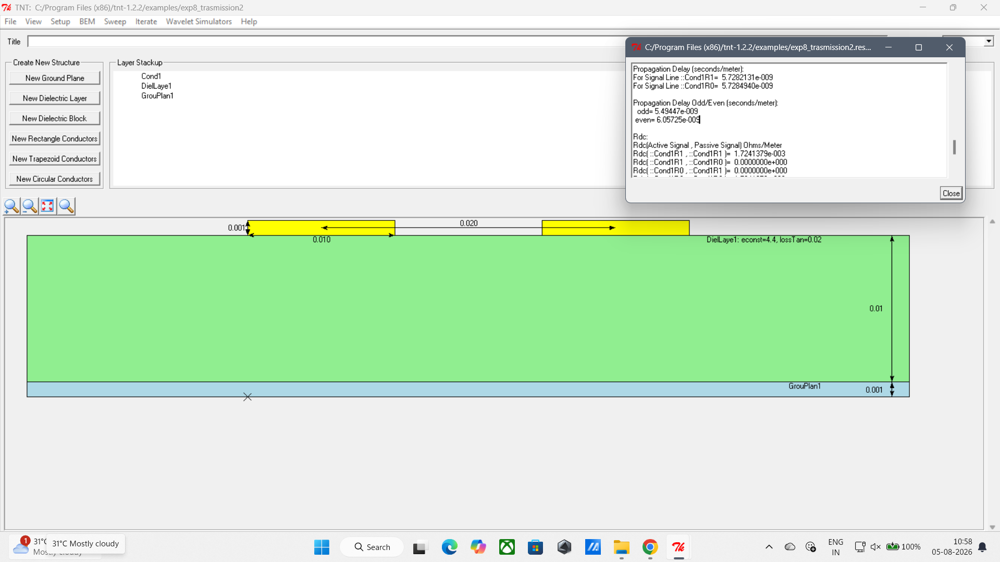 TNT: C:/Program Files (x86)/tnt-1.2.2/examples/exp8_trasmission2
File View Setup BEM Sweep Iterate Wavelet Simulators Help
Title
C:/Program Files (x86)/tnt-1.2.2/examples/exp8_trasmission2.res...
Create New Structure
New Ground Plane
New Dielectric Layer
New Dielectric Block
New Rectangle Conductors
New Trapezoid Conductors
New Circular Conductors
Layer Stackup
Cond1
DielLaye1
GrouPlan1
Propagation Delay (seconds/meter):
For Signal Line ::Cond1R1= 5.7282131e-009
For Signal Line ::Cond1R0= 5.7284940e-009
Propagation Delay Odd/Even (seconds/meter):
odd= 5.49447e-009
even= 6.05725e-009
Rdc:
Rdc(Active Signal , Passive Signal) Ohms/Meter
Rdc( ::Cond1R1 , ::Cond1R1 )= 1.7241379e-003
Rdc( ::Cond1R1 , ::Cond1R0 )= 0.0000000e+000
Rdc( ::Cond1R0 , ::Cond1R1 )= 0.0000000e+000
Close
0.001
0.020
0.010
DielLaye1: econst=4.4, lossTan=0.02
0.01
GrouPlan1
0.001
1
31°C
31°C Mostly cloudy
Mostly cloudy
Search
ENG
IN
100%
10:58
05-08-2026